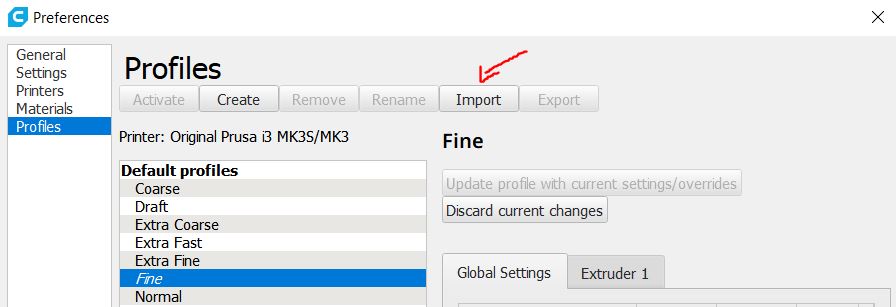 Preferences
General
Settings
Printers
Materials
Profiles
Profiles
Activate Create Remove Rename Import Export
Printer: Original Prusa i3 MK3S/MK3
Default profiles
Coarse
Draft
Extra Coarse
Extra Fast
Extra Fine
Fine
Normal
Fine
Update profile with current settings/overrides
Discard current changes
Global Settings Extruder 1